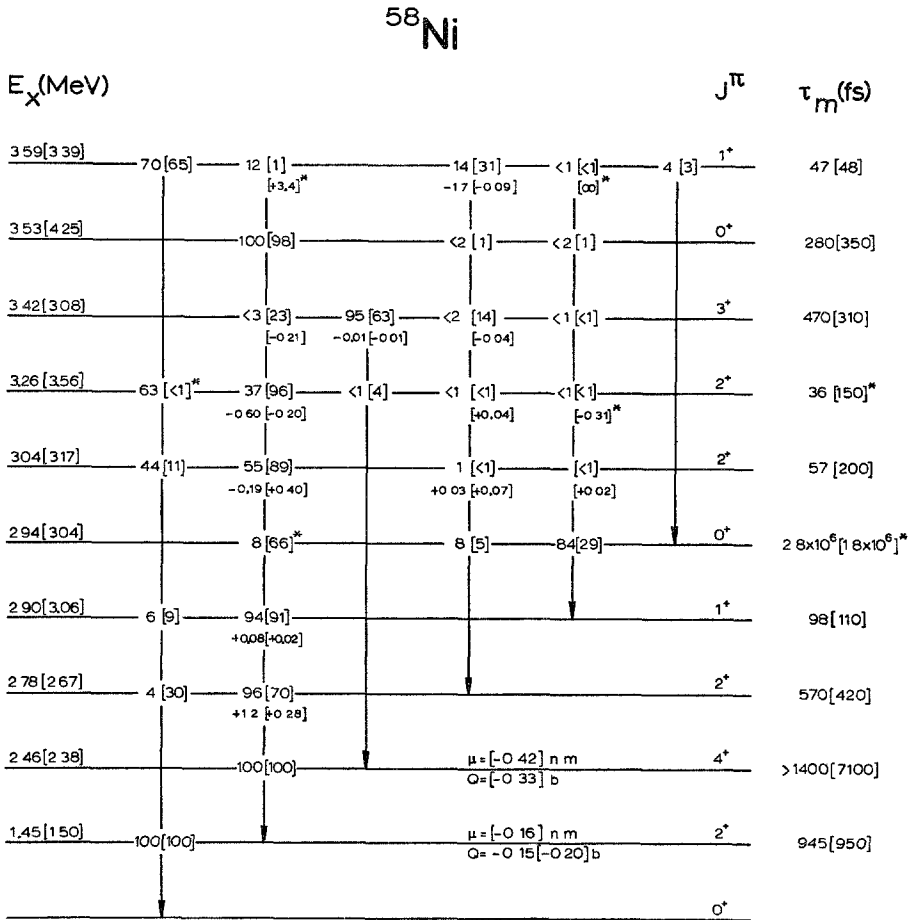 58Ni
Ex(MeV) Jπ τm(fs)
3 59[3 39] 70 [65] 12 [1] 14 [31] <1 [<1] 4 [3] 1+ 47 [48]
[+3,4]* -1 7 [-0 09] [∞]*
3 53[4 25] 100[98] <2 [1] <2 [1] 0+ 280[350]
3 42[3 08] <3 [23] 95[63] <2 [14] <1 [<1] 3+ 470[310]
[-0 21] -0,01 [-0 01] [-0 04]
3,26[3,56] 63 [<1]* 37[96] <1 [4] <1 [<1] <1 [<1] 2+ 36 [150]*
-0 60 [-0 20] [+0,04] [-0 31]*
3 04[3 17] 44 [11] 55[89] 1 [<1] [<1] 2+ 57 [200]
-0,19 [+0 40] +0 03 [+0,07] [+0 02]
2 94[3 04] 8 [66]* 8 [5] 84[29] 0+ 2 8x10⁶[1 8x10⁶]*
2 90[3,06] 6 [9] 94[91] 1+ 98[110]
+0,08[+0,02]
2 78[2 67] 4 [30] 96 [70] 2+ 570[420]
+1 2 [+0 28]
2 46[2 38] 100[100] μ=[-0 42] n m 4+ >1400[7100]
Q=[-0 33] b
1,45[1 50] 100[100] μ=[-0 16] n m 2+ 945[950]
Q= -0 15[-0 20]b
0+